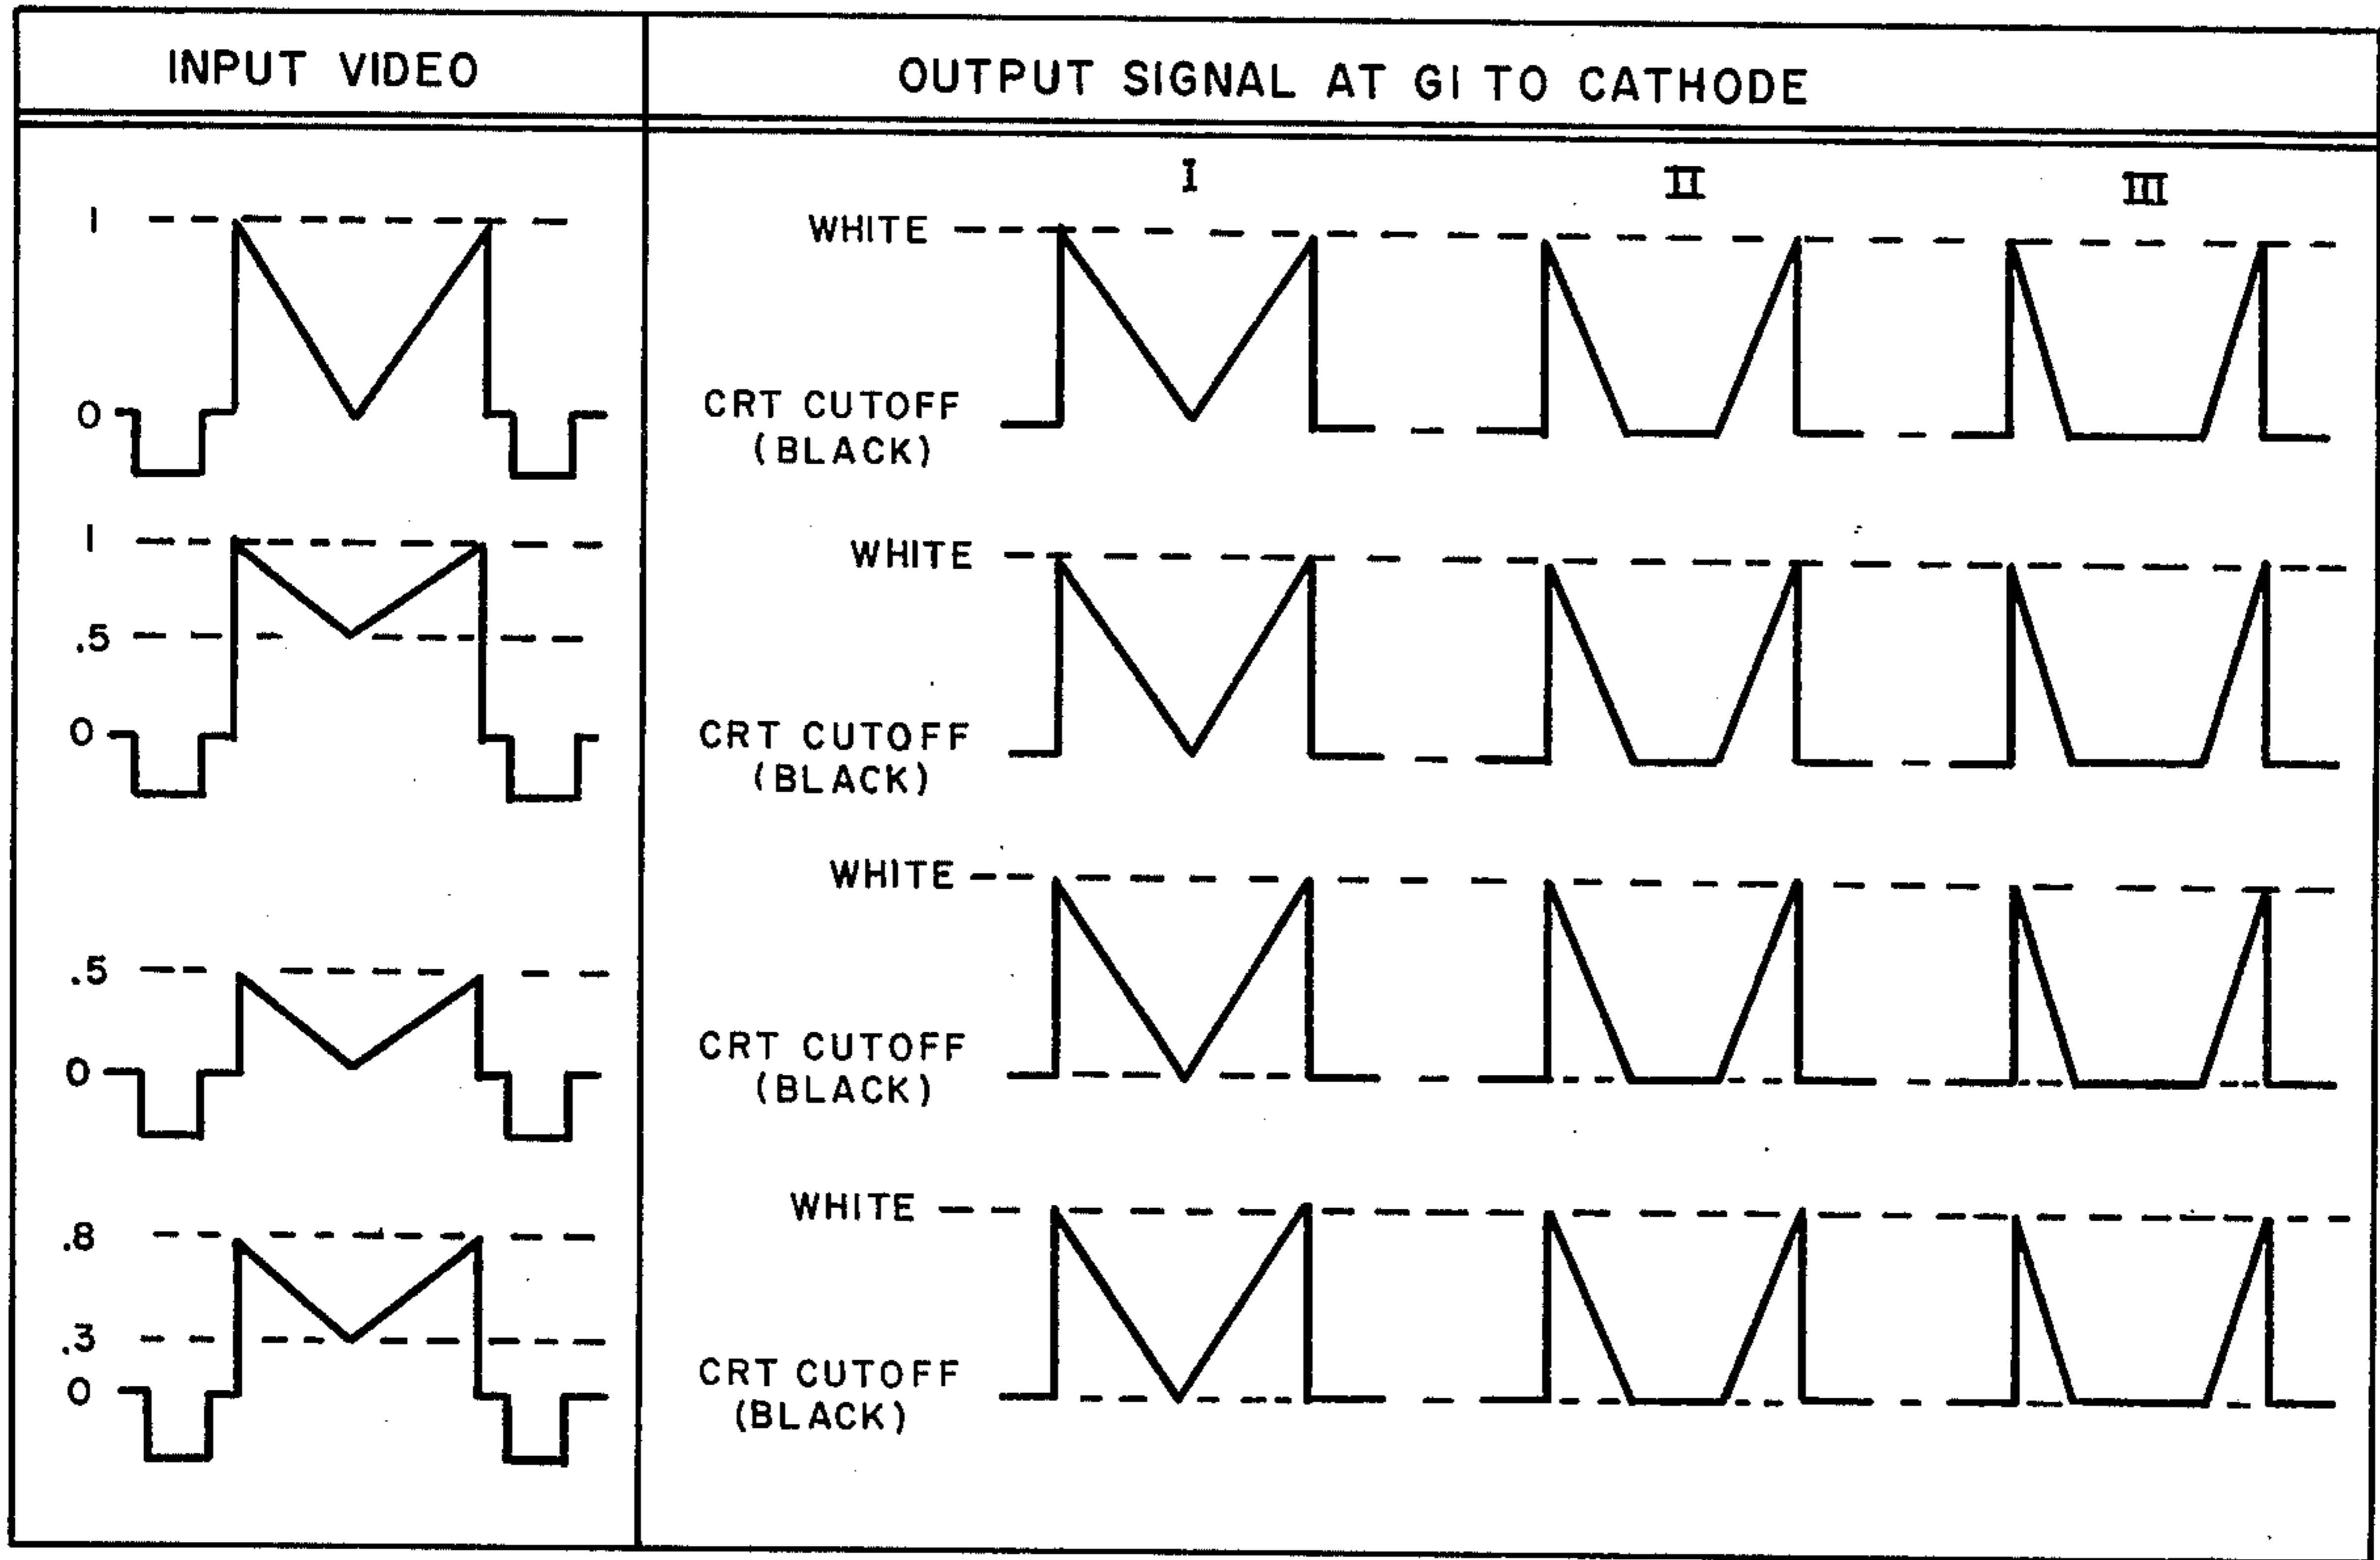 INPUT VIDEO
OUTPUT SIGNAL AT G1 TO CATHODE
I II III
1
0
WHITE
CRT CUTOFF
(BLACK)
1
.5
0
WHITE
CRT CUTOFF
(BLACK)
.5
0
WHITE
CRT CUTOFF
(BLACK)
.8
.3
0
WHITE
CRT CUTOFF
(BLACK)